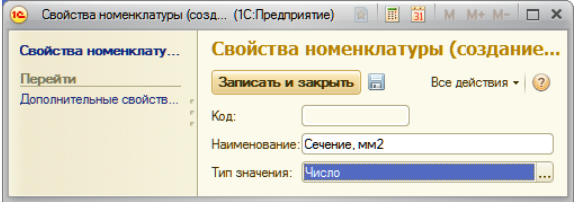 Свойства номенклатуры (созд... (1С:Предприятие) M M+ M-
Свойства номенклату...
Перейти
Дополнительные свойств...
Свойства номенклатуры (создание...
Записать и закрыть Все действия
Код:
Наименование: Сечение, мм2
Тип значения: Число ...